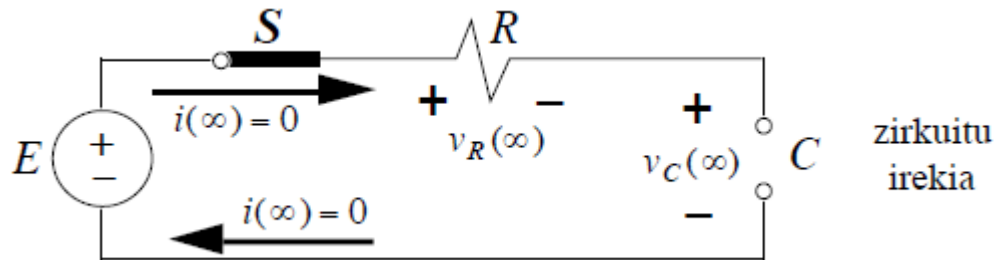 S
R
i(∞) = 0
+ −
v_R(∞)
+
E
+
−
v_C(∞)
C
zirkuitu
irekia
−
i(∞) = 0